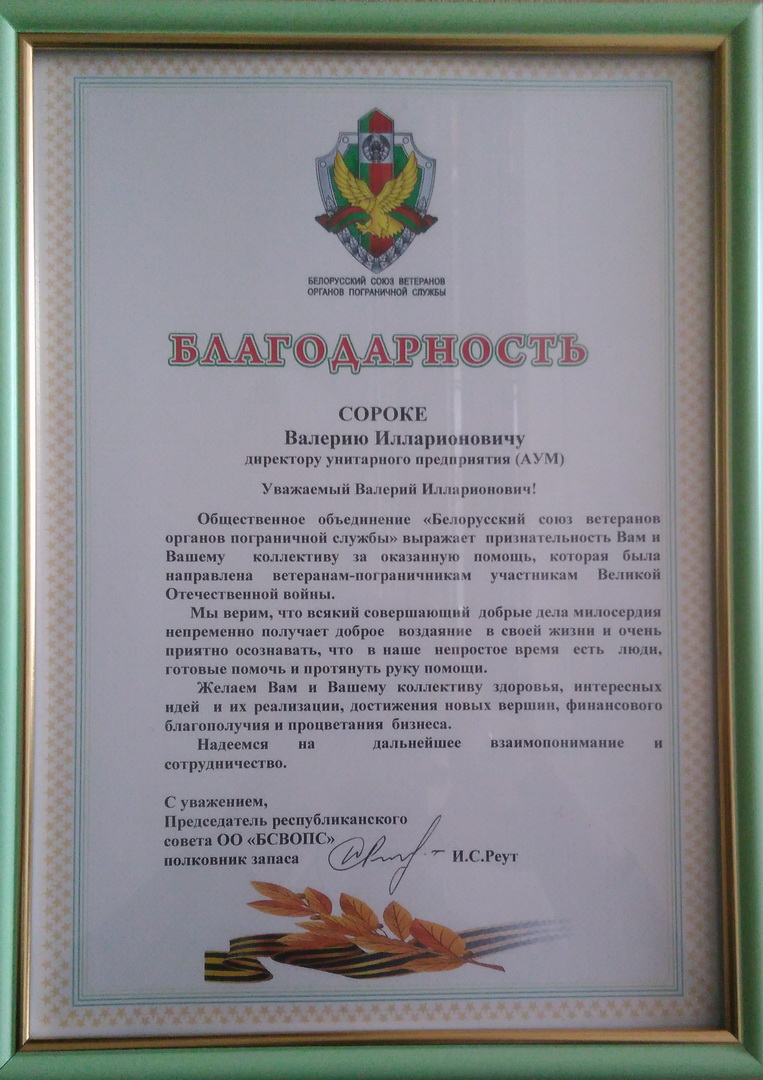 БЕЛОРУССКИЙ СОЮЗ ВЕТЕРАНОВ
ОРГАНОВ ПОГРАНИЧНОЙ СЛУЖБЫ
БЛАГОДАРНОСТЬ
СОРОКЕ
Валерию Илларионовичу
директору унитарного предприятия (АУМ)
Уважаемый Валерий Илларионович!
Общественное объединение «Белорусский союз ветеранов
органов пограничной службы» выражает признательность Вам и
Вашему коллективу за оказанную помощь, которая была
направлена ветеранам-пограничникам участникам Великой
Отечественной войны.
Мы верим, что всякий совершающий добрые дела милосердия
непременно получает доброе воздаяние в своей жизни и очень
приятно осознавать, что в наше непростое время есть люди,
готовые помочь и протянуть руку помощи.
Желаем Вам и Вашему коллективу здоровья, интересных
идей и их реализации, достижения новых вершин, финансового
благополучия и процветания бизнеса.
Надеемся на дальнейшее взаимопонимание и
сотрудничество.
С уважением,
Председатель республиканского
совета ОО «БСВОПС»
полковник запаса И.С.Реут